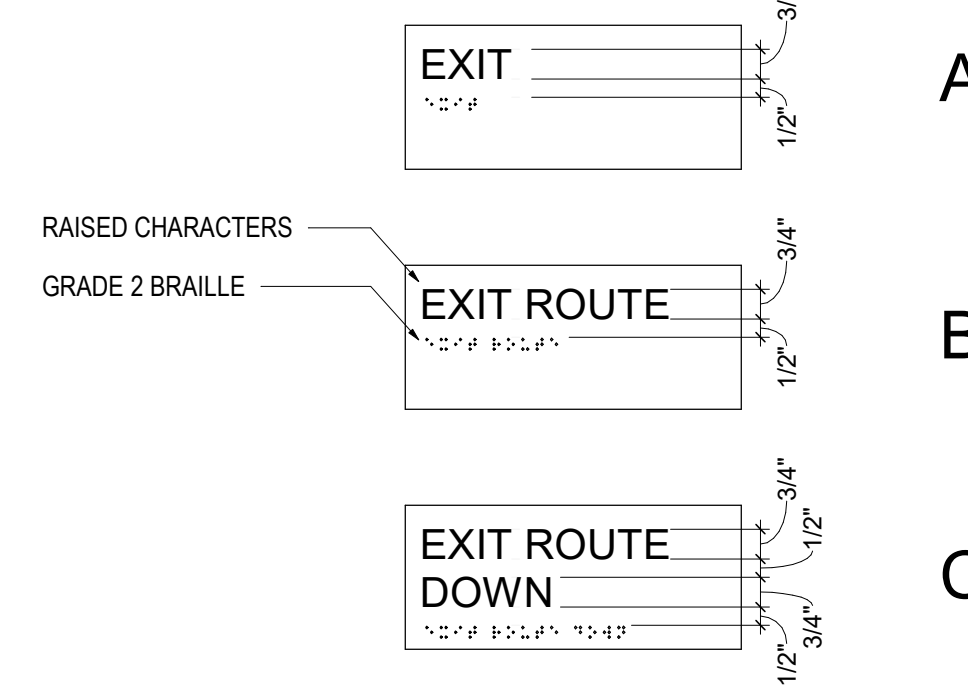 3/
EXIT
⠑⠭⠊⠞
1/2"
A
RAISED CHARACTERS
GRADE 2 BRAILLE
3/4"
EXIT ROUTE
1/2"
B
3/4"
EXIT ROUTE
1/2"
DOWN
3/4"
1/2"
C